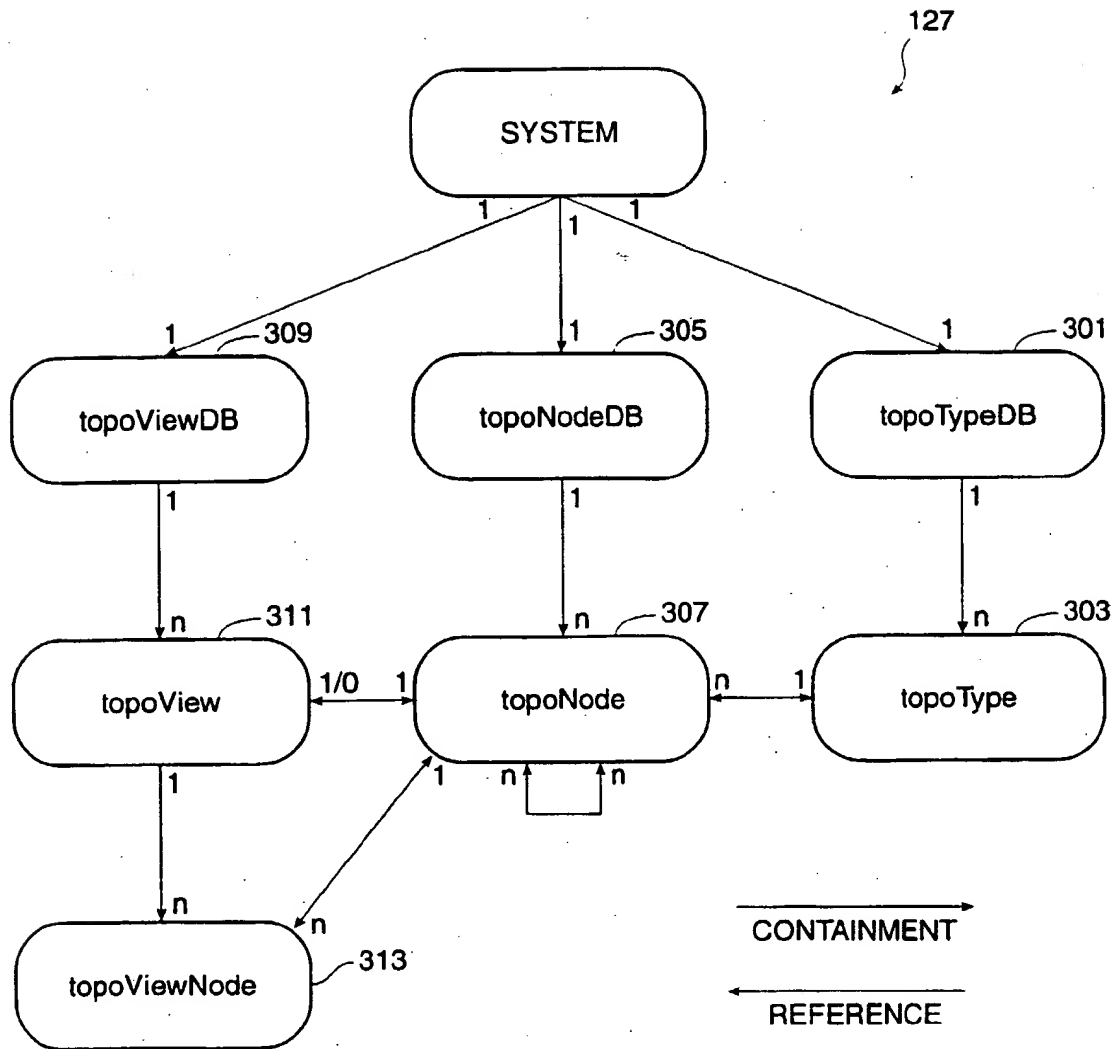 127
SYSTEM
1 1 1
1 309 1 305 1 301
topoViewDB topoNodeDB topoTypeDB
1 1 1
n 311 n 307 n 303
topoView 1/0 1 topoNode n 1 topoType
1 1 n n
n n
topoViewNode 313
CONTAINMENT
REFERENCE